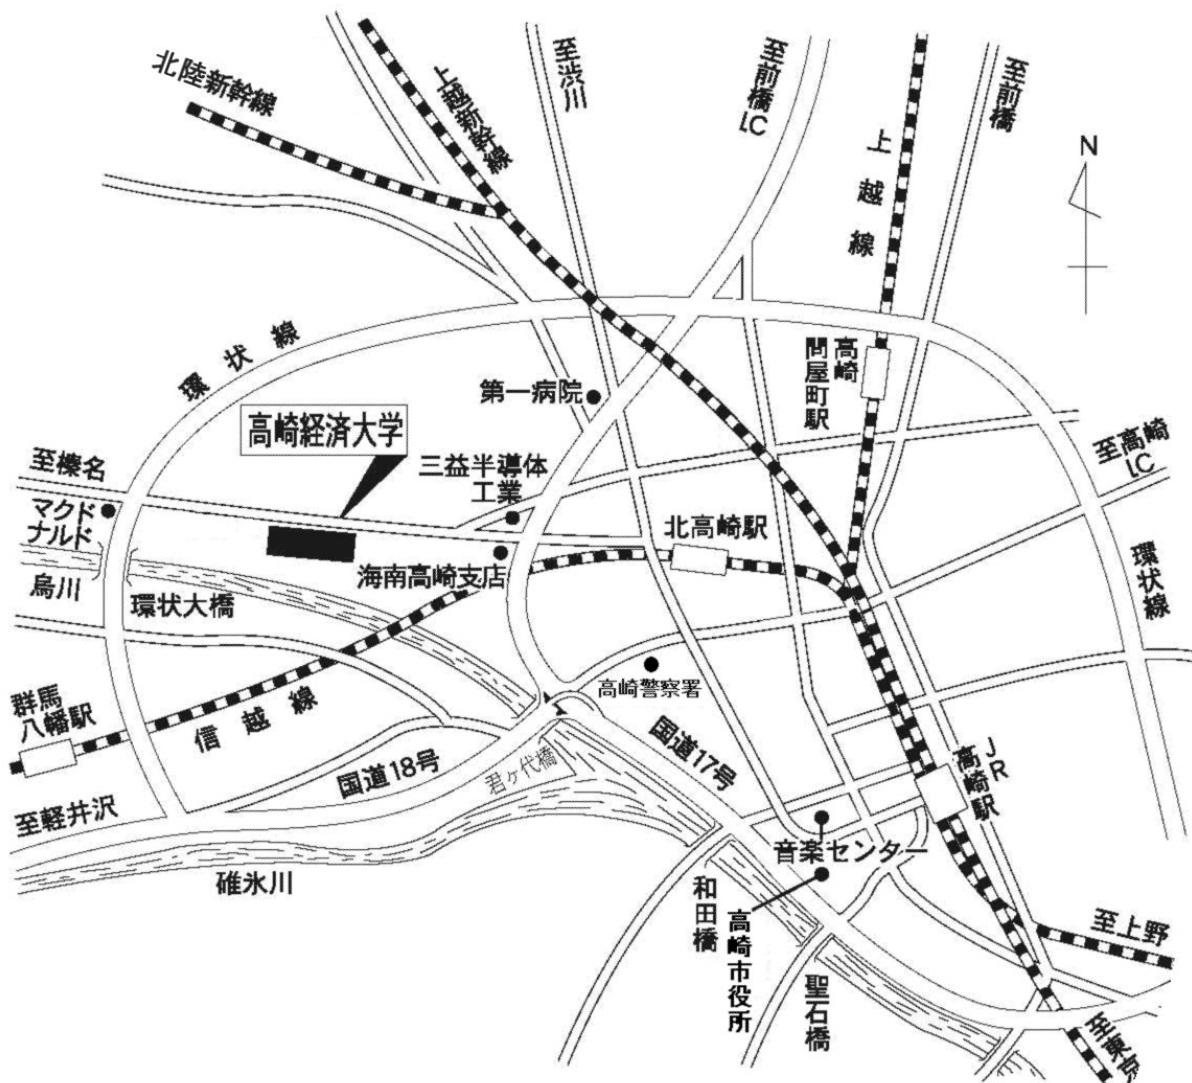 北陸新幹線
上越新幹線
至渋川
至前橋
I.C
上越線
至前橋
N
環状線
高崎
問屋町駅
第一病院
高崎経済大学
至榛名
三益半導体
工業
至高崎
I.C
マクド
ナルド
北高崎駅
海南高崎支店
烏川
環状大橋
環状線
高崎警察署
群馬
八幡駅
信越線
国道18号
君ヶ代橋
国道17号
JR
高崎駅
至軽井沢
音楽センター
碓氷川
和田橋
高崎市役所
聖石橋
至上野
至東京